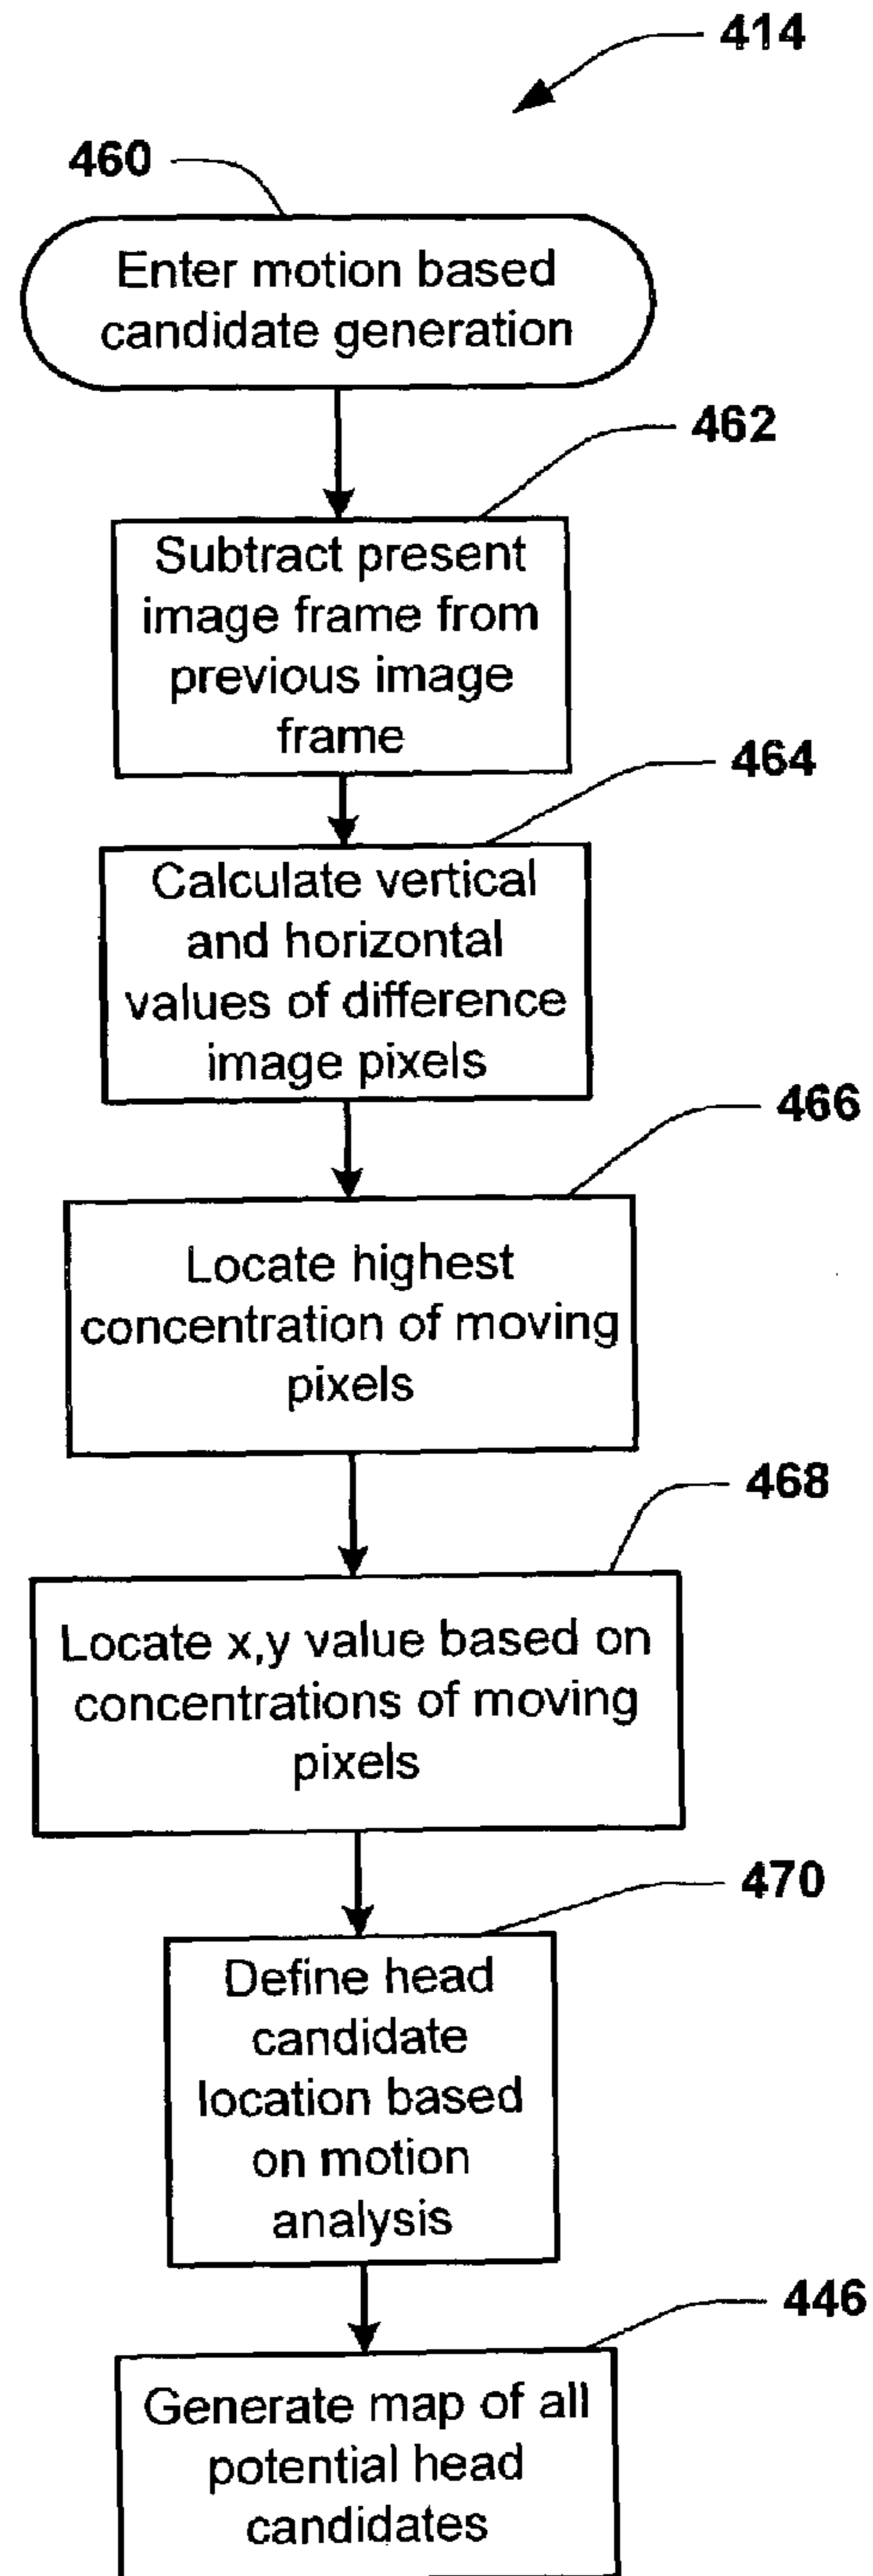 414
460
Enter motion based
candidate generation
462
Subtract present
image frame from
previous image
frame
464
Calculate vertical
and horizontal
values of difference
image pixels
466
Locate highest
concentration of moving
pixels
468
Locate x,y value based on
concentrations of moving
pixels
470
Define head
candidate
location based
on motion
analysis
446
Generate map of all
potential head
candidates